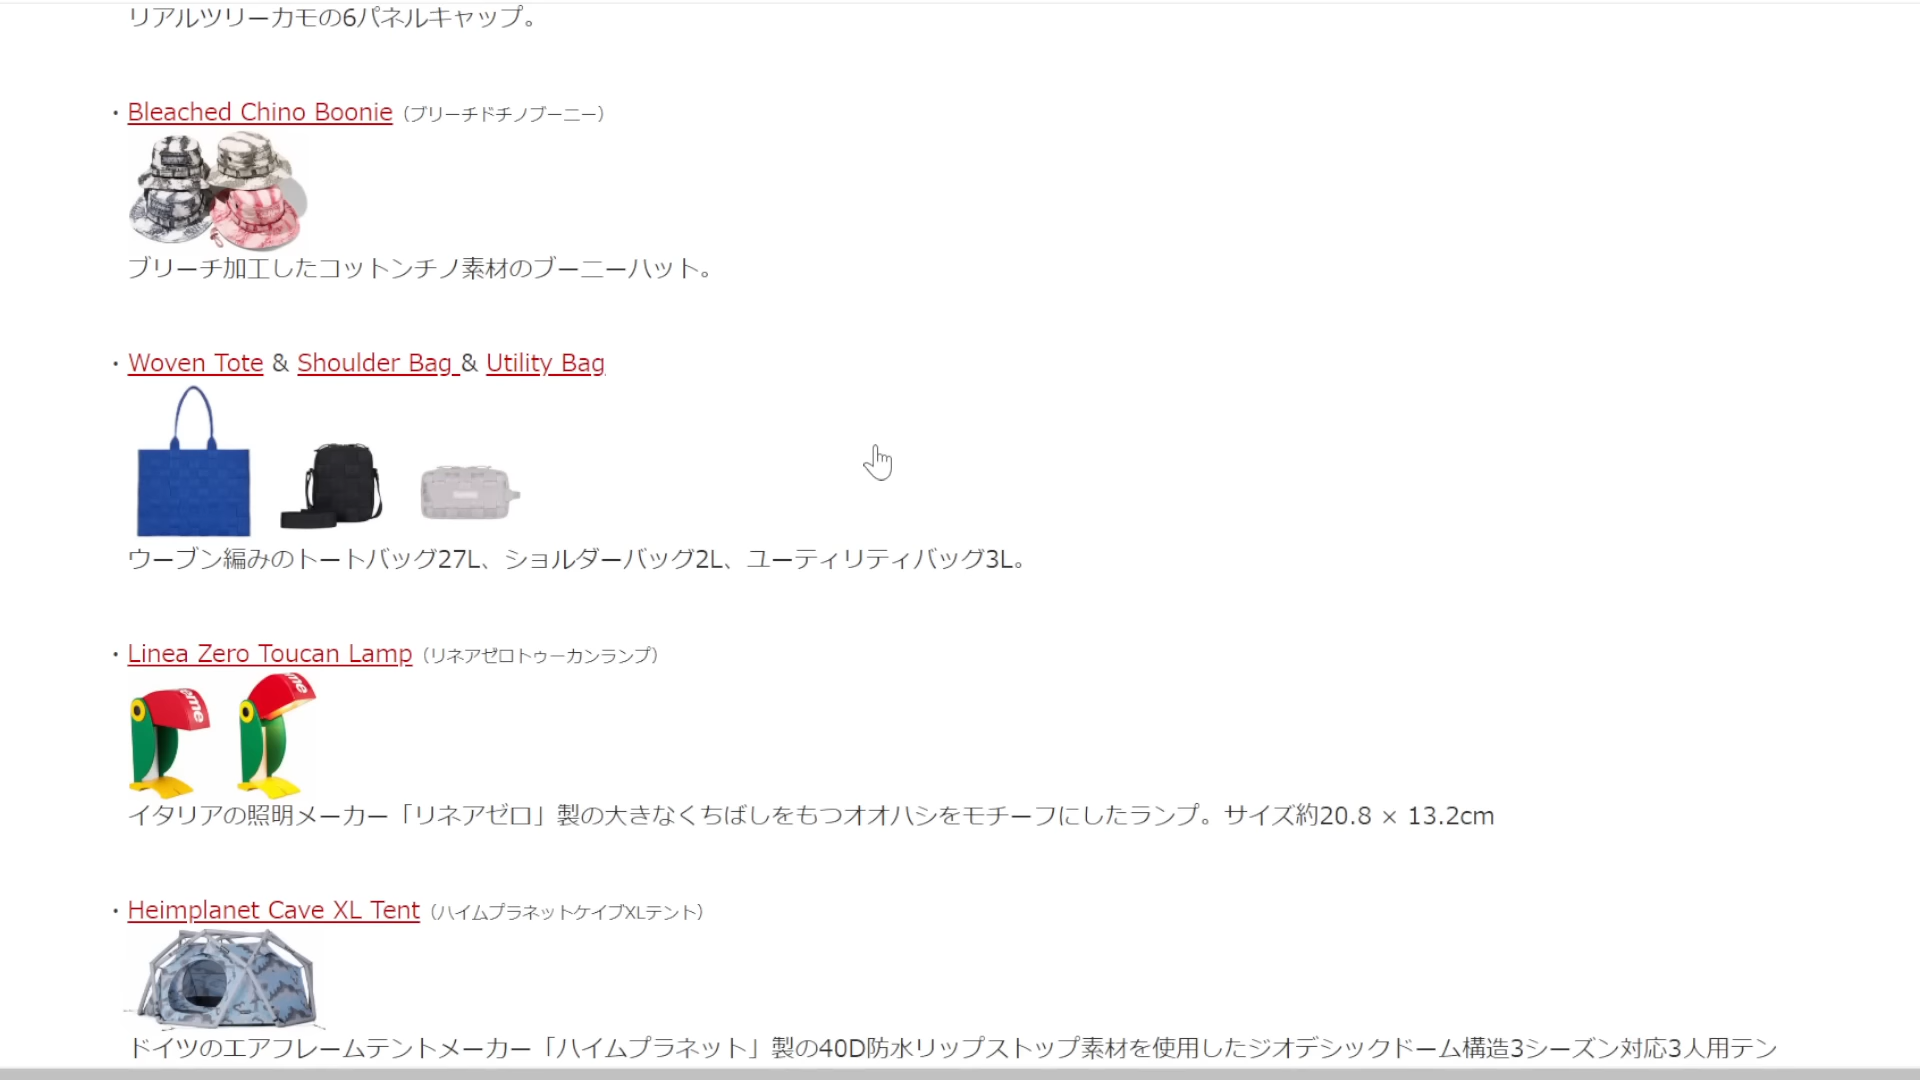 リアルツリーカモの6パネルキャップ。
・Bleached Chino Boonie（ブリーチドチノブーニー）
ブリーチ加工したコットンチノ素材のブーニーハット。
・Woven Tote & Shoulder Bag & Utility Bag
ウーブン編みのトートバッグ27L、ショルダーバッグ2L、ユーティリティバッグ3L。
・Linea Zero Toucan Lamp（リネアゼロトゥーカンランプ）
eme
me
イタリアの照明メーカー「リネアゼロ」製の大きなくちばしをもつオオハシをモチーフにしたランプ。サイズ約20.8 × 13.2cm
・Heimplanet Cave XL Tent（ハイムプラネットケイブXLテント）
ドイツのエアフレームテントメーカー「ハイムプラネット」製の40D防水リップストップ素材を使用したジオデシックドーム構造3シーズン対応3人用テン